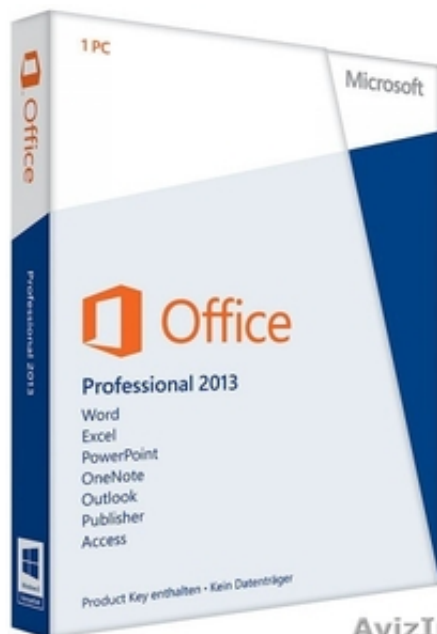 1 PC
Microsoft
Office
Office
Professional 2013
Professional 2013
Word
Excel
PowerPoint
OneNote
Outlook
Publisher
Access
Product Key enthalten • Kein Datenträger